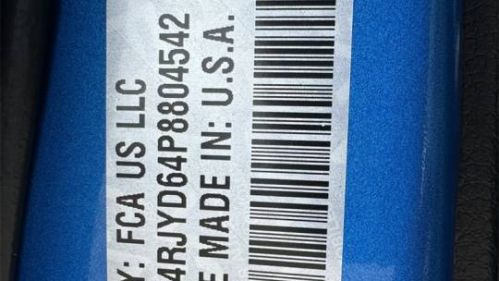 Y: FCA US LLC
4RJYD64P8804542
E MADE IN: U.S.A.